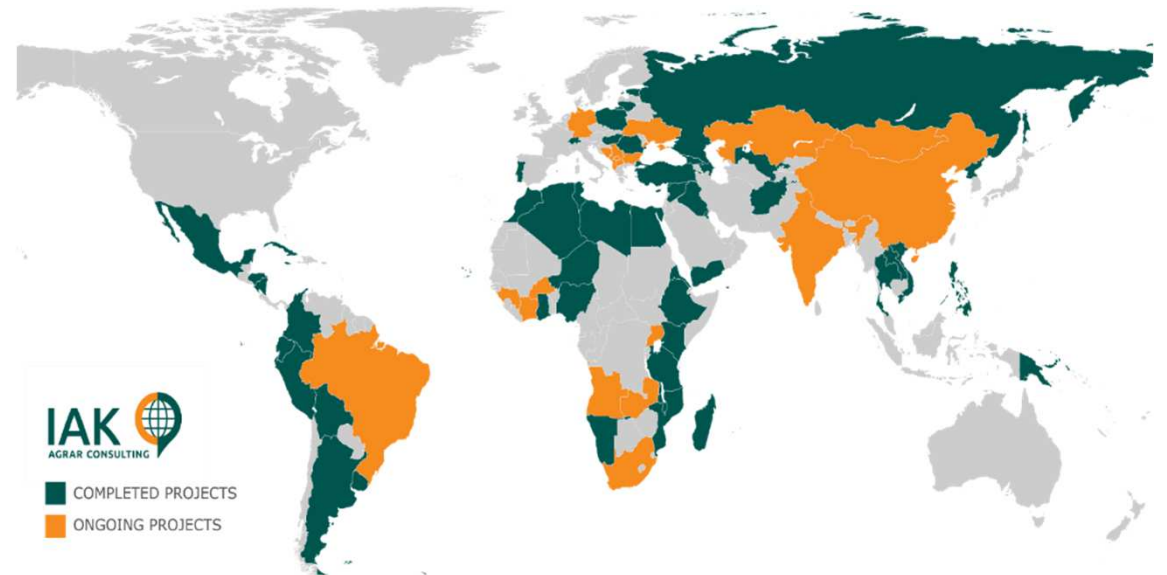 IAK
AGRAR CONSULTING
COMPLETED PROJECTS
ONGOING PROJECTS